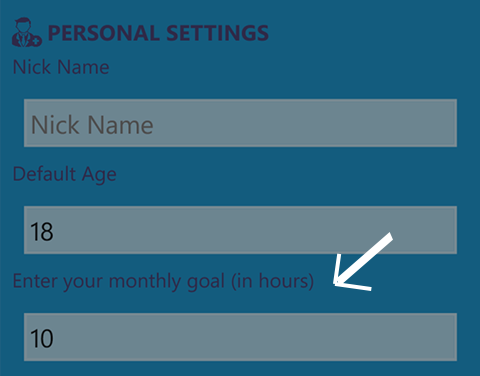 PERSONAL SETTINGS
Nick Name
Nick Name
Default Age
18
Enter your monthly goal (in hours)
10